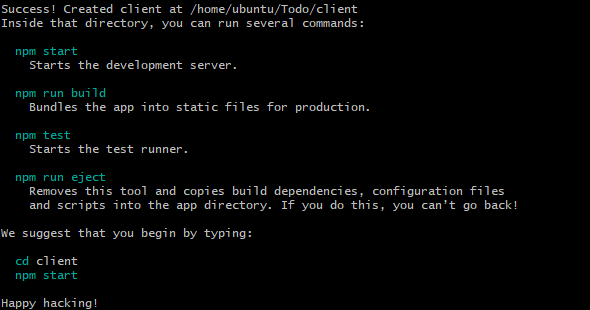 Success! Created client at /home/ubuntu/Todo/client
Inside that directory, you can run several commands:
npm start
Starts the development server.
npm run build
Bundles the app into static files for production.
npm test
Starts the test runner.
npm run eject
Removes this tool and copies build dependencies, configuration files
and scripts into the app directory. If you do this, you can't go back!
We suggest that you begin by typing:
cd client
npm start
Happy hacking!